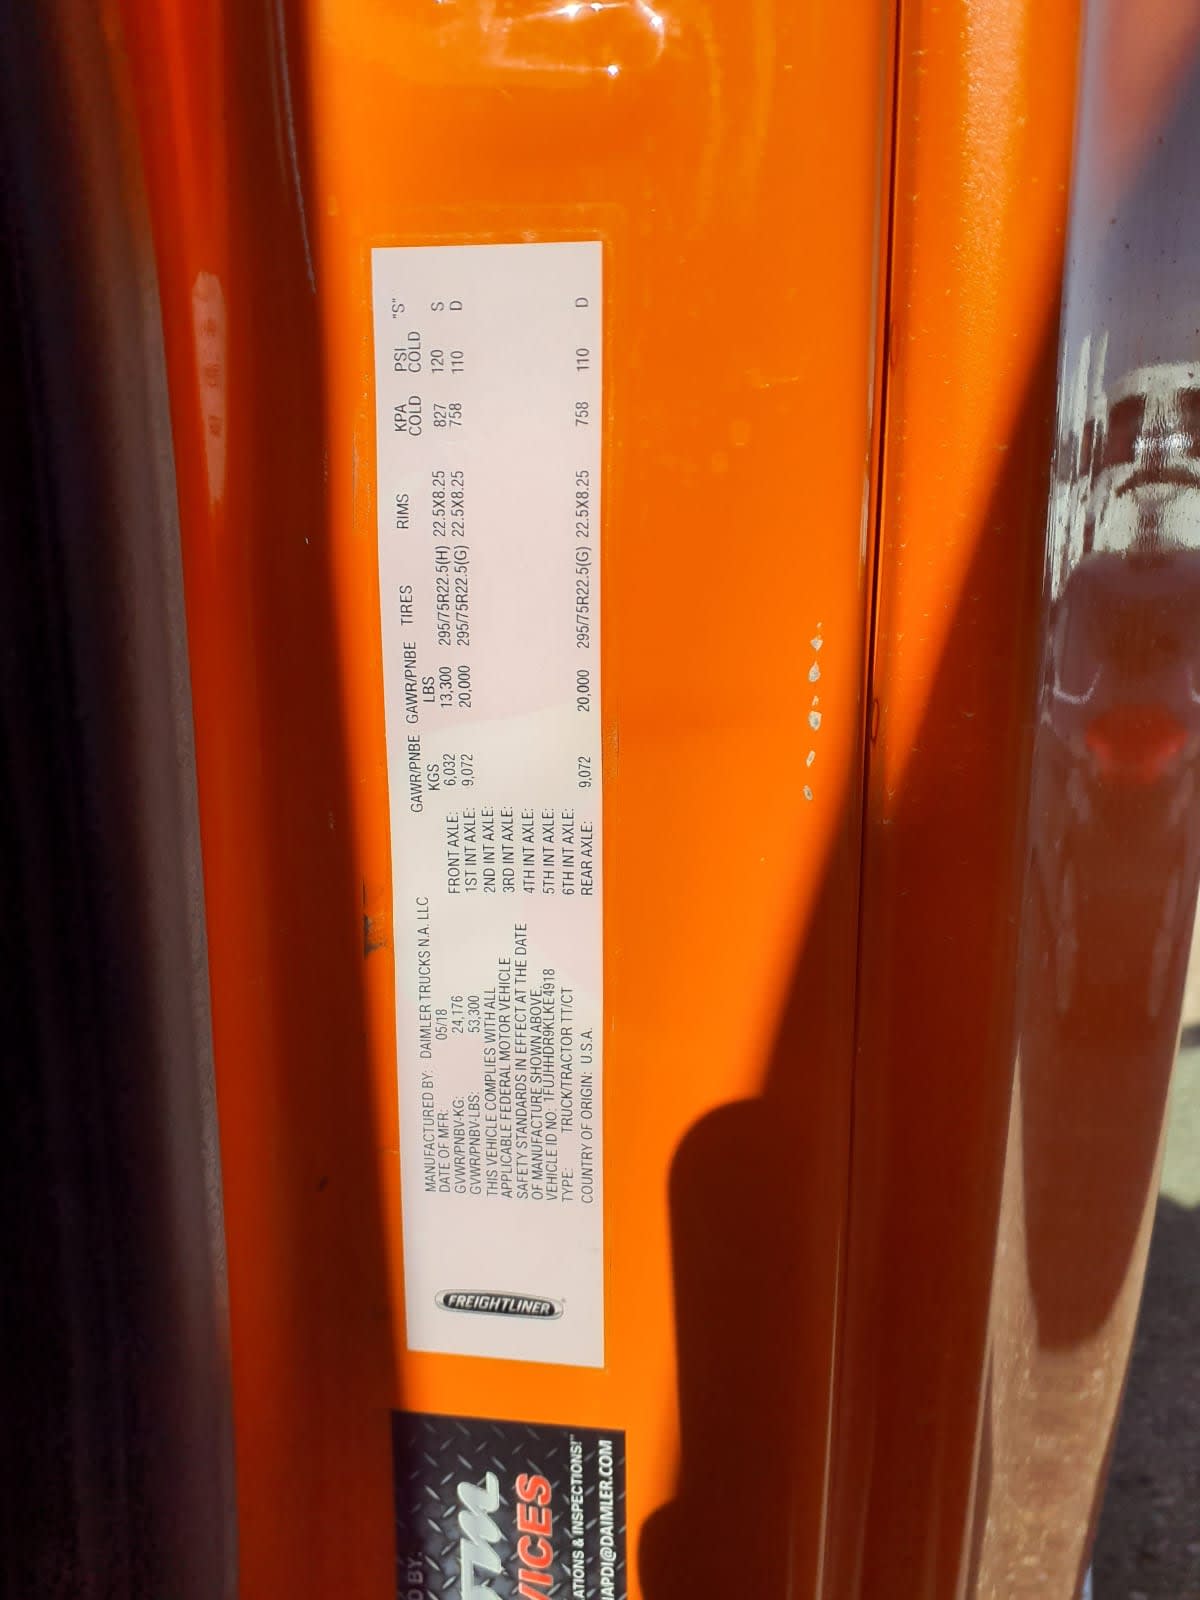 FREIGHTLINER
MANUFACTURED BY: DAIMLER TRUCKS N.A. LLC
DATE OF MFR: 05/18
GVWR/PNBV-KG: 24,176
GVWR/PNBV-LBS: 53,300
THIS VEHICLE COMPLIES WITH ALL
APPLICABLE FEDERAL MOTOR VEHICLE
SAFETY STANDARDS IN EFFECT AT THE DATE
OF MANUFACTURE SHOWN ABOVE.
VEHICLE ID NO: 1FUJHHDR9KLKE4918
TYPE: TRUCK/TRACTOR TT/CT
COUNTRY OF ORIGIN: U.S.A.
GAWR/PNBE GAWR/PNBE TIRES RIMS KPA PSI "S"
KGS LBS COLD COLD
FRONT AXLE: 6,032 13,300 295/75R22.5(H) 22.5X8.25 827 120 S
1ST INT AXLE: 9,072 20,000 295/75R22.5(G) 22.5X8.25 758 110 D
2ND INT AXLE:
3RD INT AXLE:
4TH INT AXLE:
5TH INT AXLE:
6TH INT AXLE:
REAR AXLE: 9,072 20,000 295/75R22.5(G) 22.5X8.25 758 110 D
D BY:
VICES
ATIONS & INSPECTIONS!"
NAPDI@DAIMLER.COM